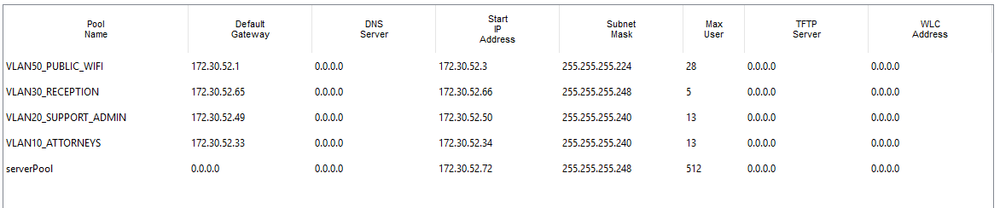 Pool Name Default Gateway DNS Server Start IP Address Subnet Mask Max User TFTP Server WLC Address
VLAN50_PUBLIC_WIFI 172.30.52.1 0.0.0.0 172.30.52.3 255.255.255.224 28 0.0.0.0 0.0.0.0
VLAN30_RECEPTION 172.30.52.65 0.0.0.0 172.30.52.66 255.255.255.248 5 0.0.0.0 0.0.0.0
VLAN20_SUPPORT_ADMIN 172.30.52.49 0.0.0.0 172.30.52.50 255.255.255.240 13 0.0.0.0 0.0.0.0
VLAN10_ATTORNEYS 172.30.52.33 0.0.0.0 172.30.52.34 255.255.255.240 13 0.0.0.0 0.0.0.0
serverPool 0.0.0.0 0.0.0.0 172.30.52.72 255.255.255.248 512 0.0.0.0 0.0.0.0